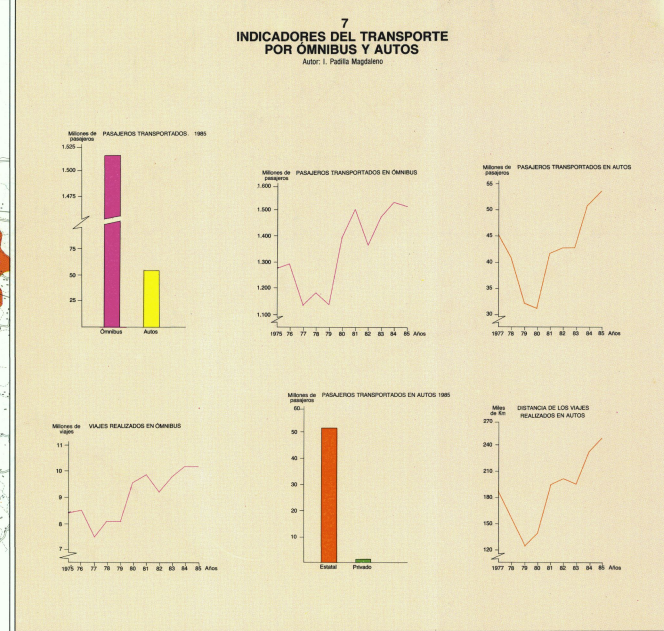 7
INDICADORES DEL TRANSPORTE
POR ÓMNIBUS Y AUTOS
Autor: I. Padilla Magdaleno
Millones de pasajeros
PASAJEROS TRANSPORTADOS. 1985
1.525
1.500
1.475
75
50
25
Ómnibus Autos
Millones de pasajeros
PASAJEROS TRANSPORTADOS EN ÓMNIBUS
1.600
1.500
1.400
1.300
1.200
1.100
1975 76 77 78 79 80 81 82 83 84 85 Años
Millones de pasajeros
PASAJEROS TRANSPORTADOS EN AUTOS
55
50
45
40
35
30
1977 78 79 80 81 82 83 84 85 Años
Millones de viajes
VIAJES REALIZADOS EN ÓMNIBUS
11
10
9
8
7
1975 76 77 78 79 80 81 82 83 84 85 Años
Millones de pasajeros
PASAJEROS TRANSPORTADOS EN AUTOS 1985
60
50
40
30
20
10
Estatal Privado
Miles de Km
DISTANCIA DE LOS VIAJES
REALIZADOS EN AUTOS
270
240
210
180
150
120
1977 78 79 80 81 82 83 84 85 Años